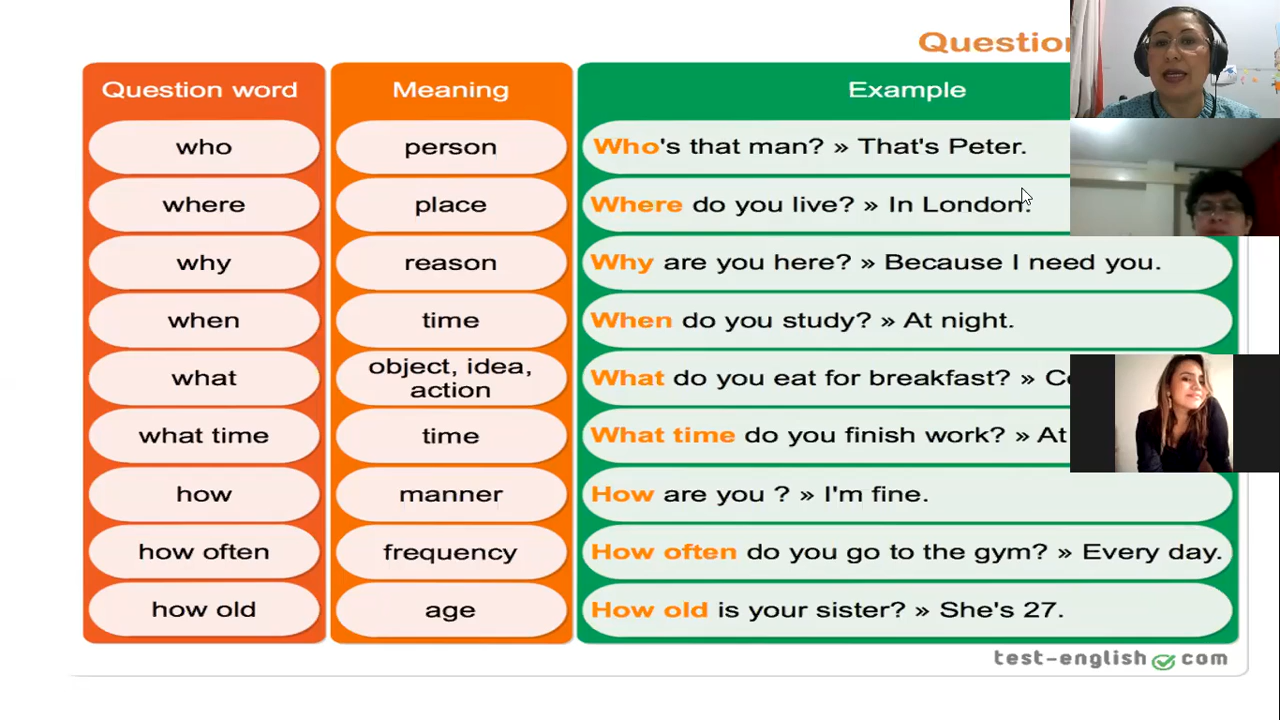 Question
Question word Meaning Example
who person Who's that man? » That's Peter.
where place Where do you live? » In London.
why reason Why are you here? » Because I need you.
when time When do you study? » At night.
what object, idea, action What do you eat for breakfast? »
what time time What time do you finish work? » At
how manner How are you ? » I'm fine.
how often frequency How often do you go to the gym? » Every day.
how old age How old is your sister? » She's 27.
test-english com